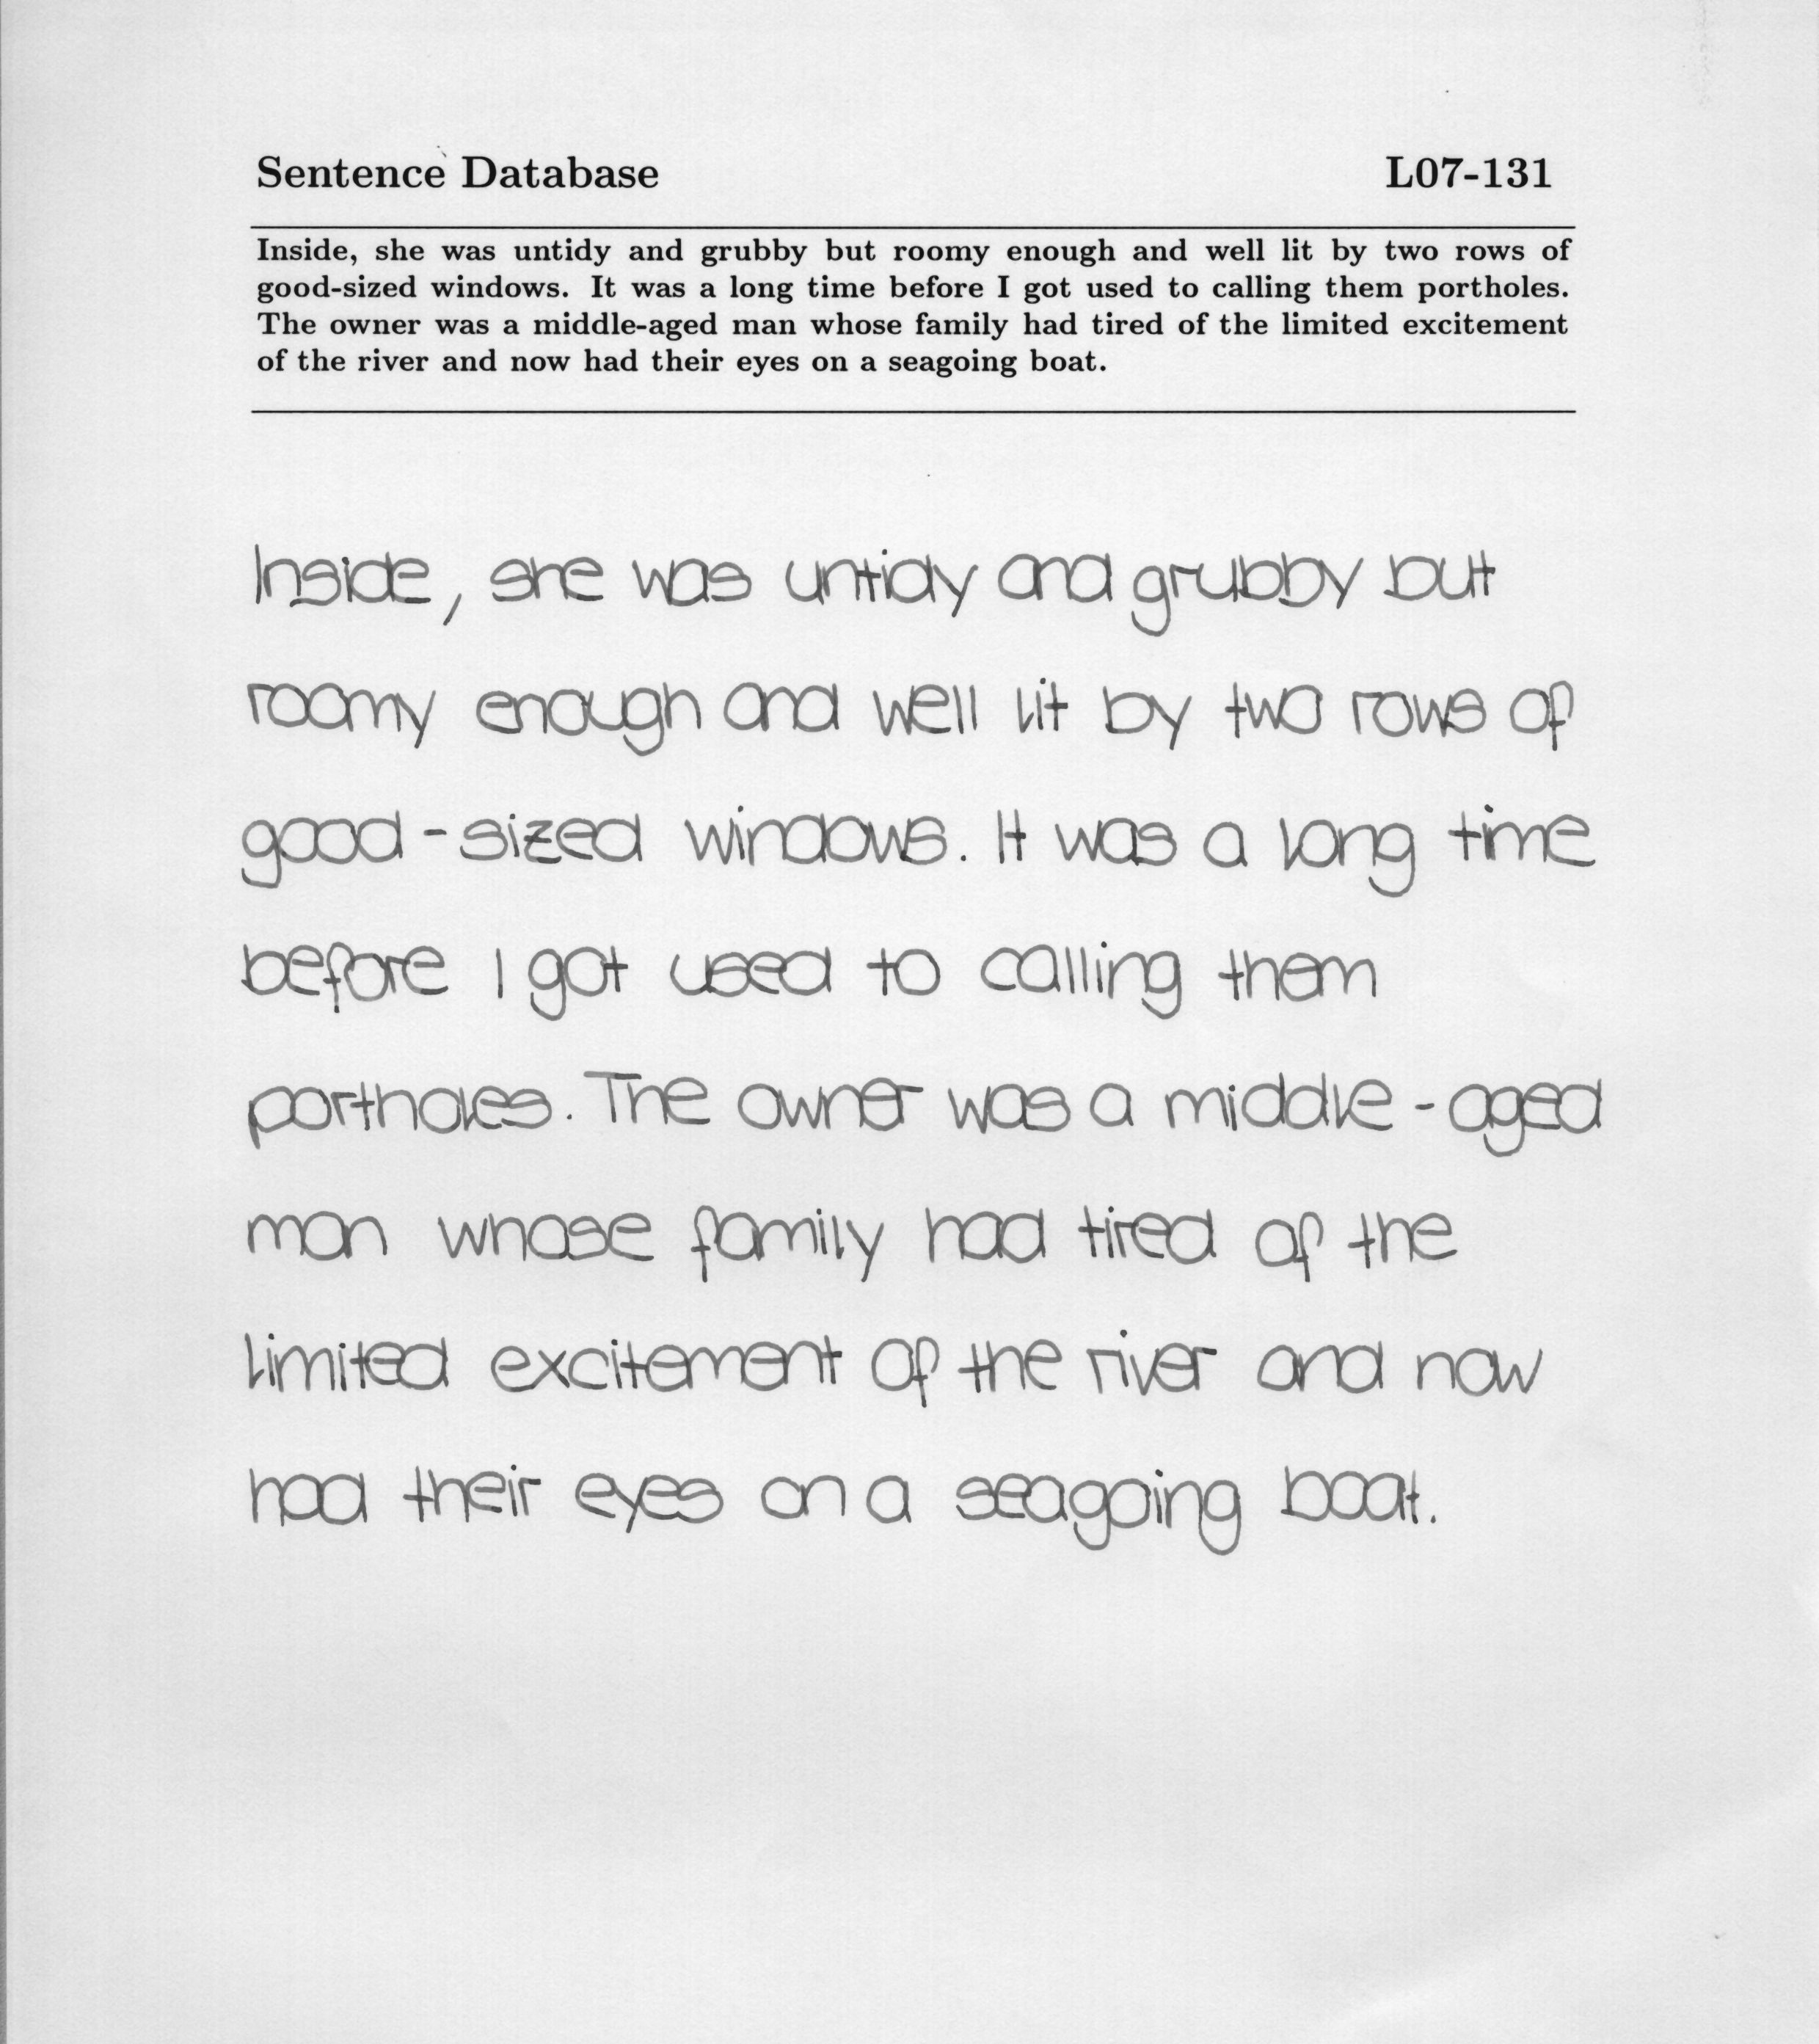 Sentence Database L07-131
Inside, she was untidy and grubby but roomy enough and well lit by two rows of
good-sized windows. It was a long time before I got used to calling them portholes.
The owner was a middle-aged man whose family had tired of the limited excitement
of the river and now had their eyes on a seagoing boat.
Inside, she was untidy and grubby but
roomy enough and well lit by two rows of
good-sized windows. It was a long time
before I got used to calling them
portholes. The owner was a middle-aged
man whose family had tired of the
limited excitement of the river and now
had their eyes on a seagoing boat.